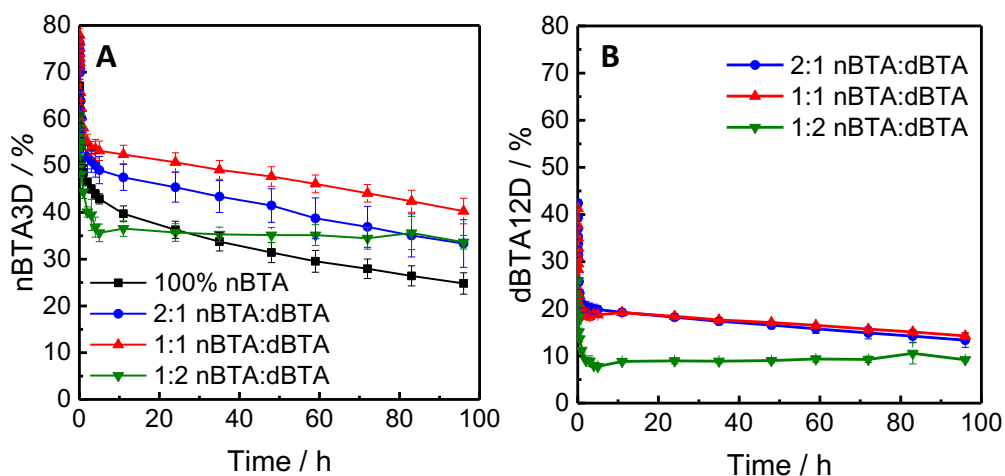 A
nBTA3D / %
80
70
60
50
40
30
20
10
0
100% nBTA
2:1 nBTA:dBTA
1:1 nBTA:dBTA
1:2 nBTA:dBTA
0 20 40 60 80 100
Time / h
B
dBTA12D / %
80
70
60
50
40
30
20
10
0
2:1 nBTA:dBTA
1:1 nBTA:dBTA
1:2 nBTA:dBTA
0 20 40 60 80 100
Time / h